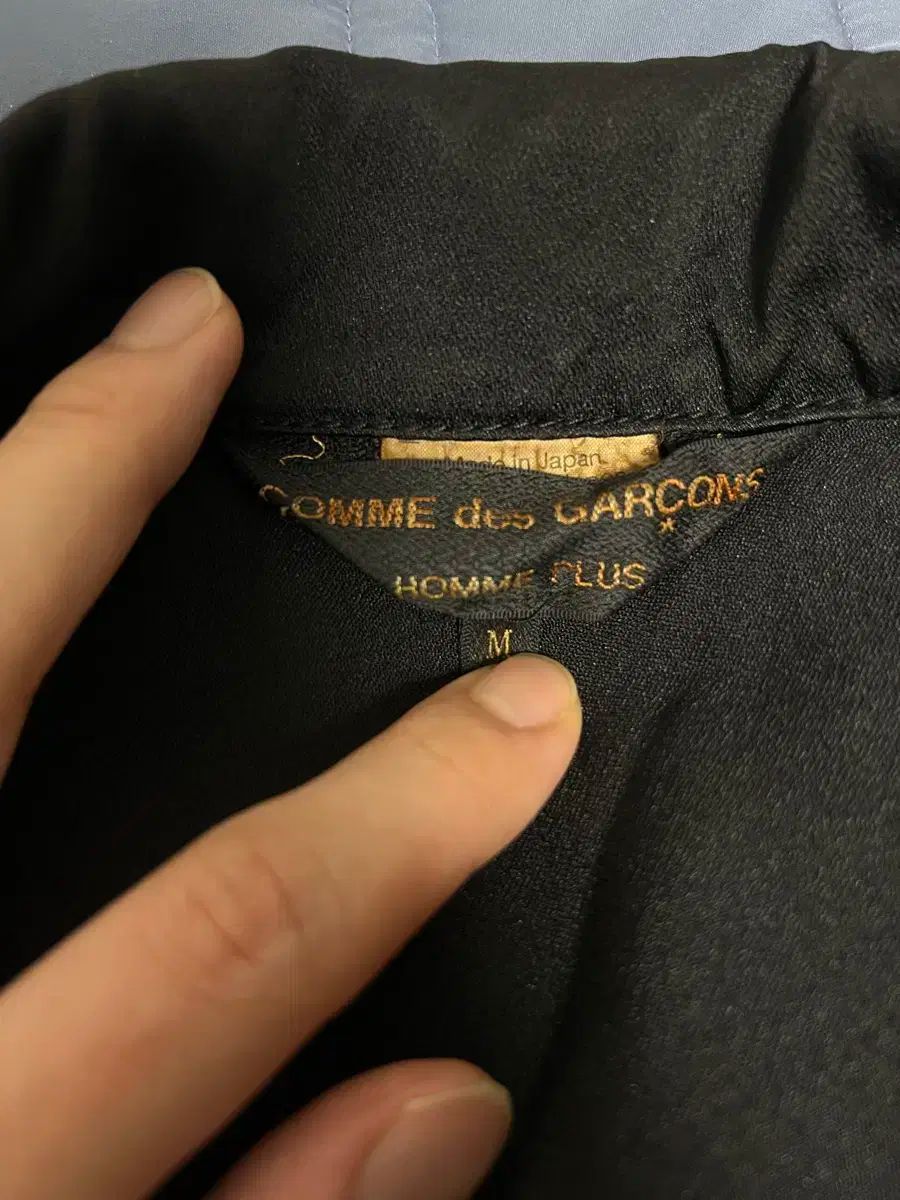 Made in Japan
COMME des GARÇONS
*
HOMME PLUS
M